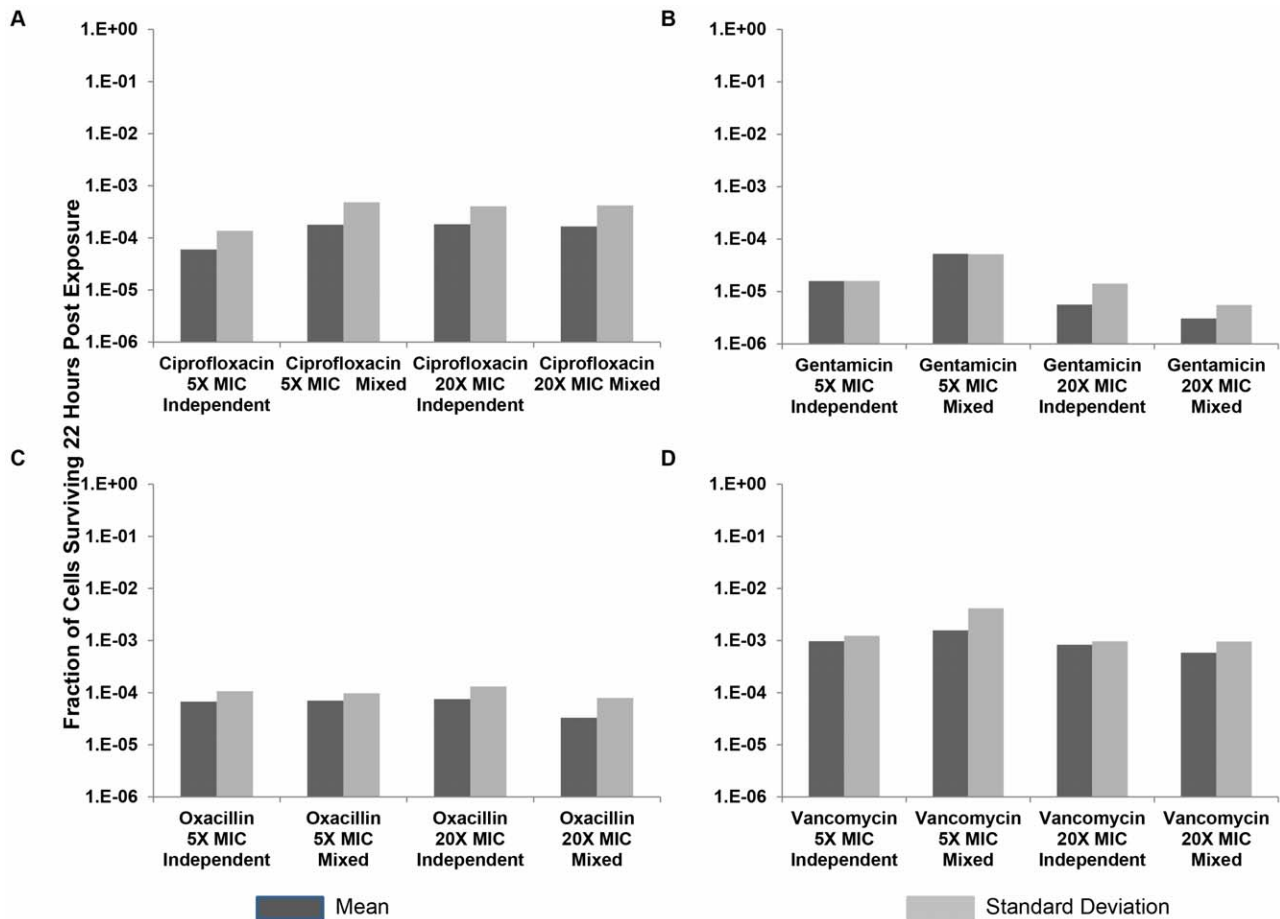 A
1.E+00
1.E-01
1.E-02
1.E-03
1.E-04
1.E-05
1.E-06
Ciprofloxacin Ciprofloxacin Ciprofloxacin Ciprofloxacin
5X MIC 5X MIC Mixed 20X MIC 20X MIC Mixed
Independent Independent
B
1.E+00
1.E-01
1.E-02
1.E-03
1.E-04
1.E-05
1.E-06
Gentamicin Gentamicin Gentamicin Gentamicin
5X MIC 5X MIC 20X MIC 20X MIC
Independent Mixed Independent Mixed
Fraction of Cells Surviving 22 Hours Post Exposure
C
1.E+00
1.E-01
1.E-02
1.E-03
1.E-04
1.E-05
1.E-06
Oxacillin Oxacillin Oxacillin Oxacillin
5X MIC 5X MIC 20X MIC 20X MIC
Independent Mixed Independent Mixed
D
1.E+00
1.E-01
1.E-02
1.E-03
1.E-04
1.E-05
1.E-06
Vancomycin Vancomycin Vancomycin Vancomycin
5X MIC 5X MIC 20X MIC 20X MIC
Independent Mixed Independent Mixed
Mean Standard Deviation